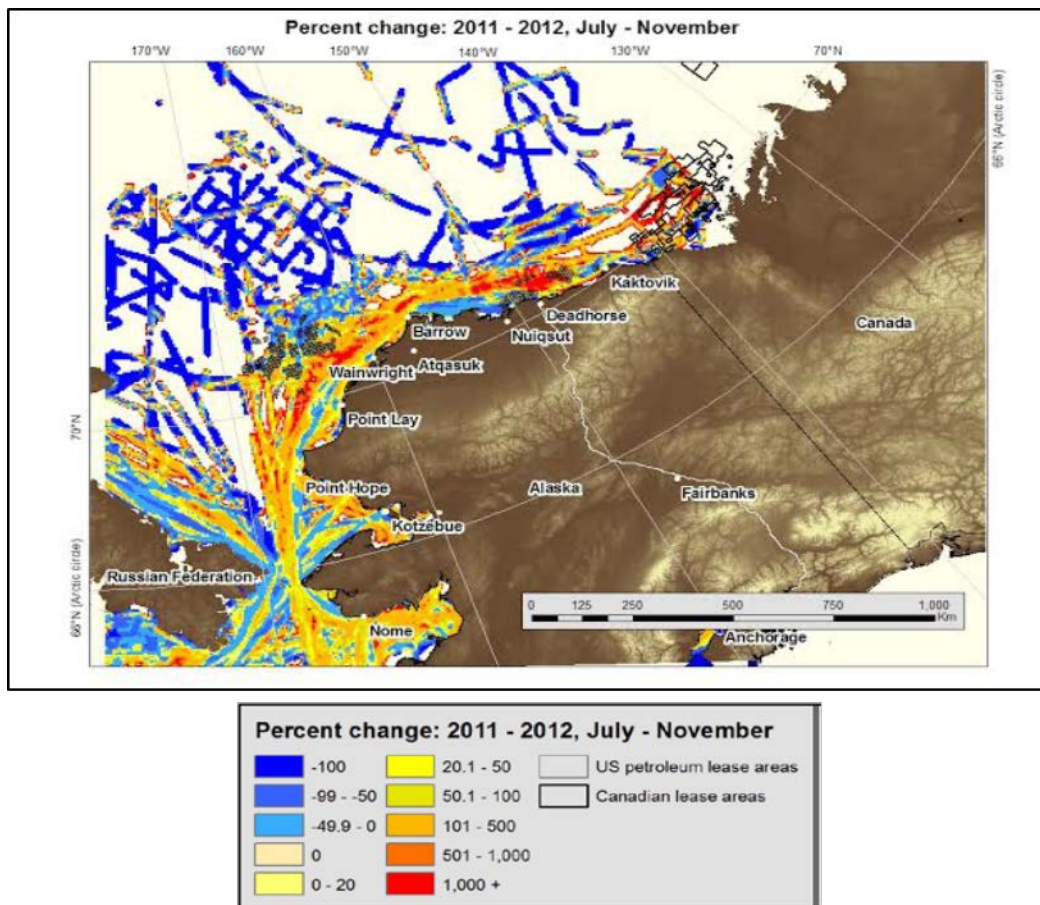 Percent change: 2011 - 2012, July - November
170°W 160°W 150°W 140°W 130°W 70°N
66°N (Arctic circle)
Kaktovik
Deadhorse
Canada
Barrow
Nuiqsut
Wainwright Atqasuk
Point Lay
70°N
Point Hope
Alaska
Fairbanks
Kotzebue
Russian Federation
66°N (Arctic circle)
0 125 250 500 750 1,000
Km
Nome
Anchorage
Percent change: 2011 - 2012, July - November
-100 20.1 - 50 US petroleum lease areas
-99 - -50 50.1 - 100 Canadian lease areas
-49.9 - 0 101 - 500
0 501 - 1,000
0 - 20 1,000 +